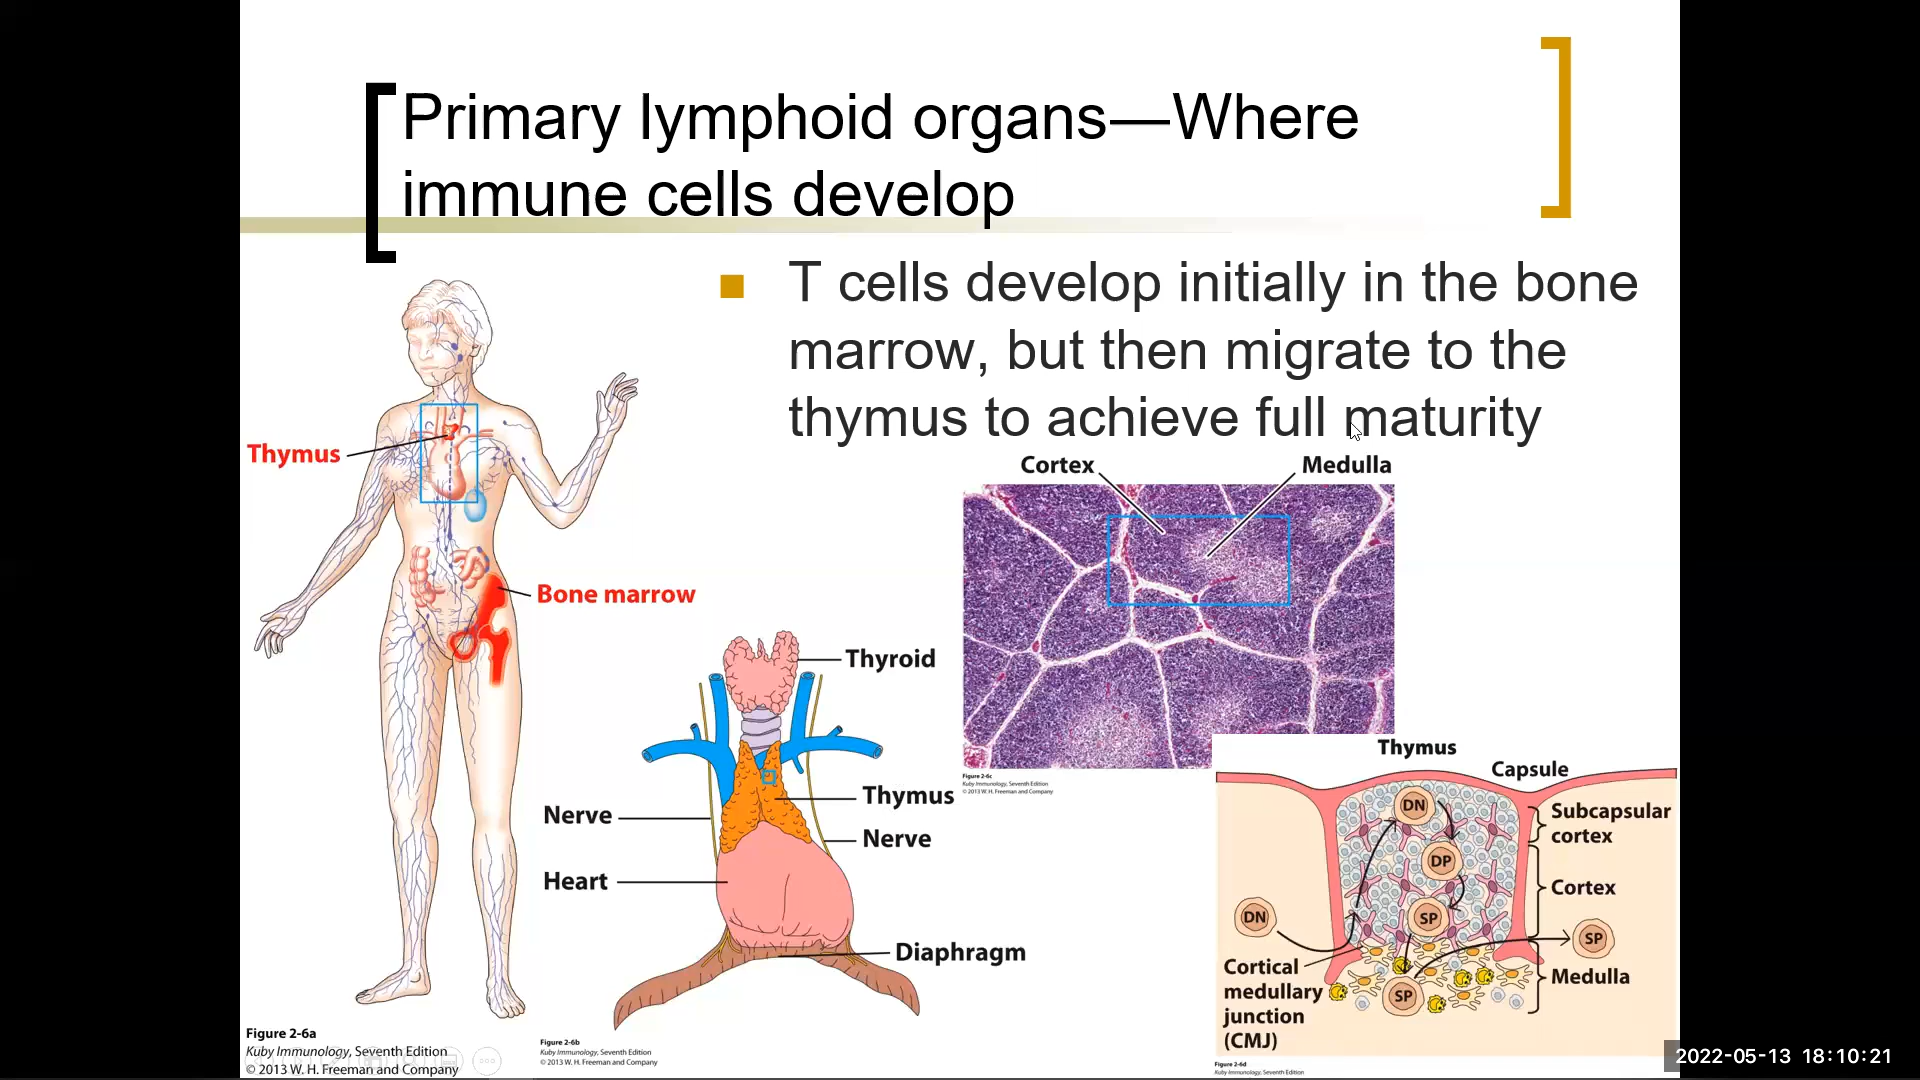 Primary lymphoid organs—Where
immune cells develop
T cells develop initially in the bone
marrow, but then migrate to the
thymus to achieve full maturity
Thymus
Bone marrow
Figure 2-6a
Kuby Immunology, Seventh Edition
© 2013 W. H. Freeman and Company
Thyroid
Thymus
Nerve
Nerve
Heart
Diaphragm
Figure 2-6b
Kuby Immunology, Seventh Edition
© 2013 W. H. Freeman and Company
Cortex
Medulla
Figure 2-6c
Kuby Immunology, Seventh Edition
© 2013 W. H. Freeman and Company
Thymus
Capsule
DN
Subcapsular
cortex
DP
Cortex
DN
SP
SP
Cortical
medullary
junction
(CMJ)
SP
Medulla
Figure 2-6d
Kuby Immunology, Seventh Edition
2022-05-13 18:10:21